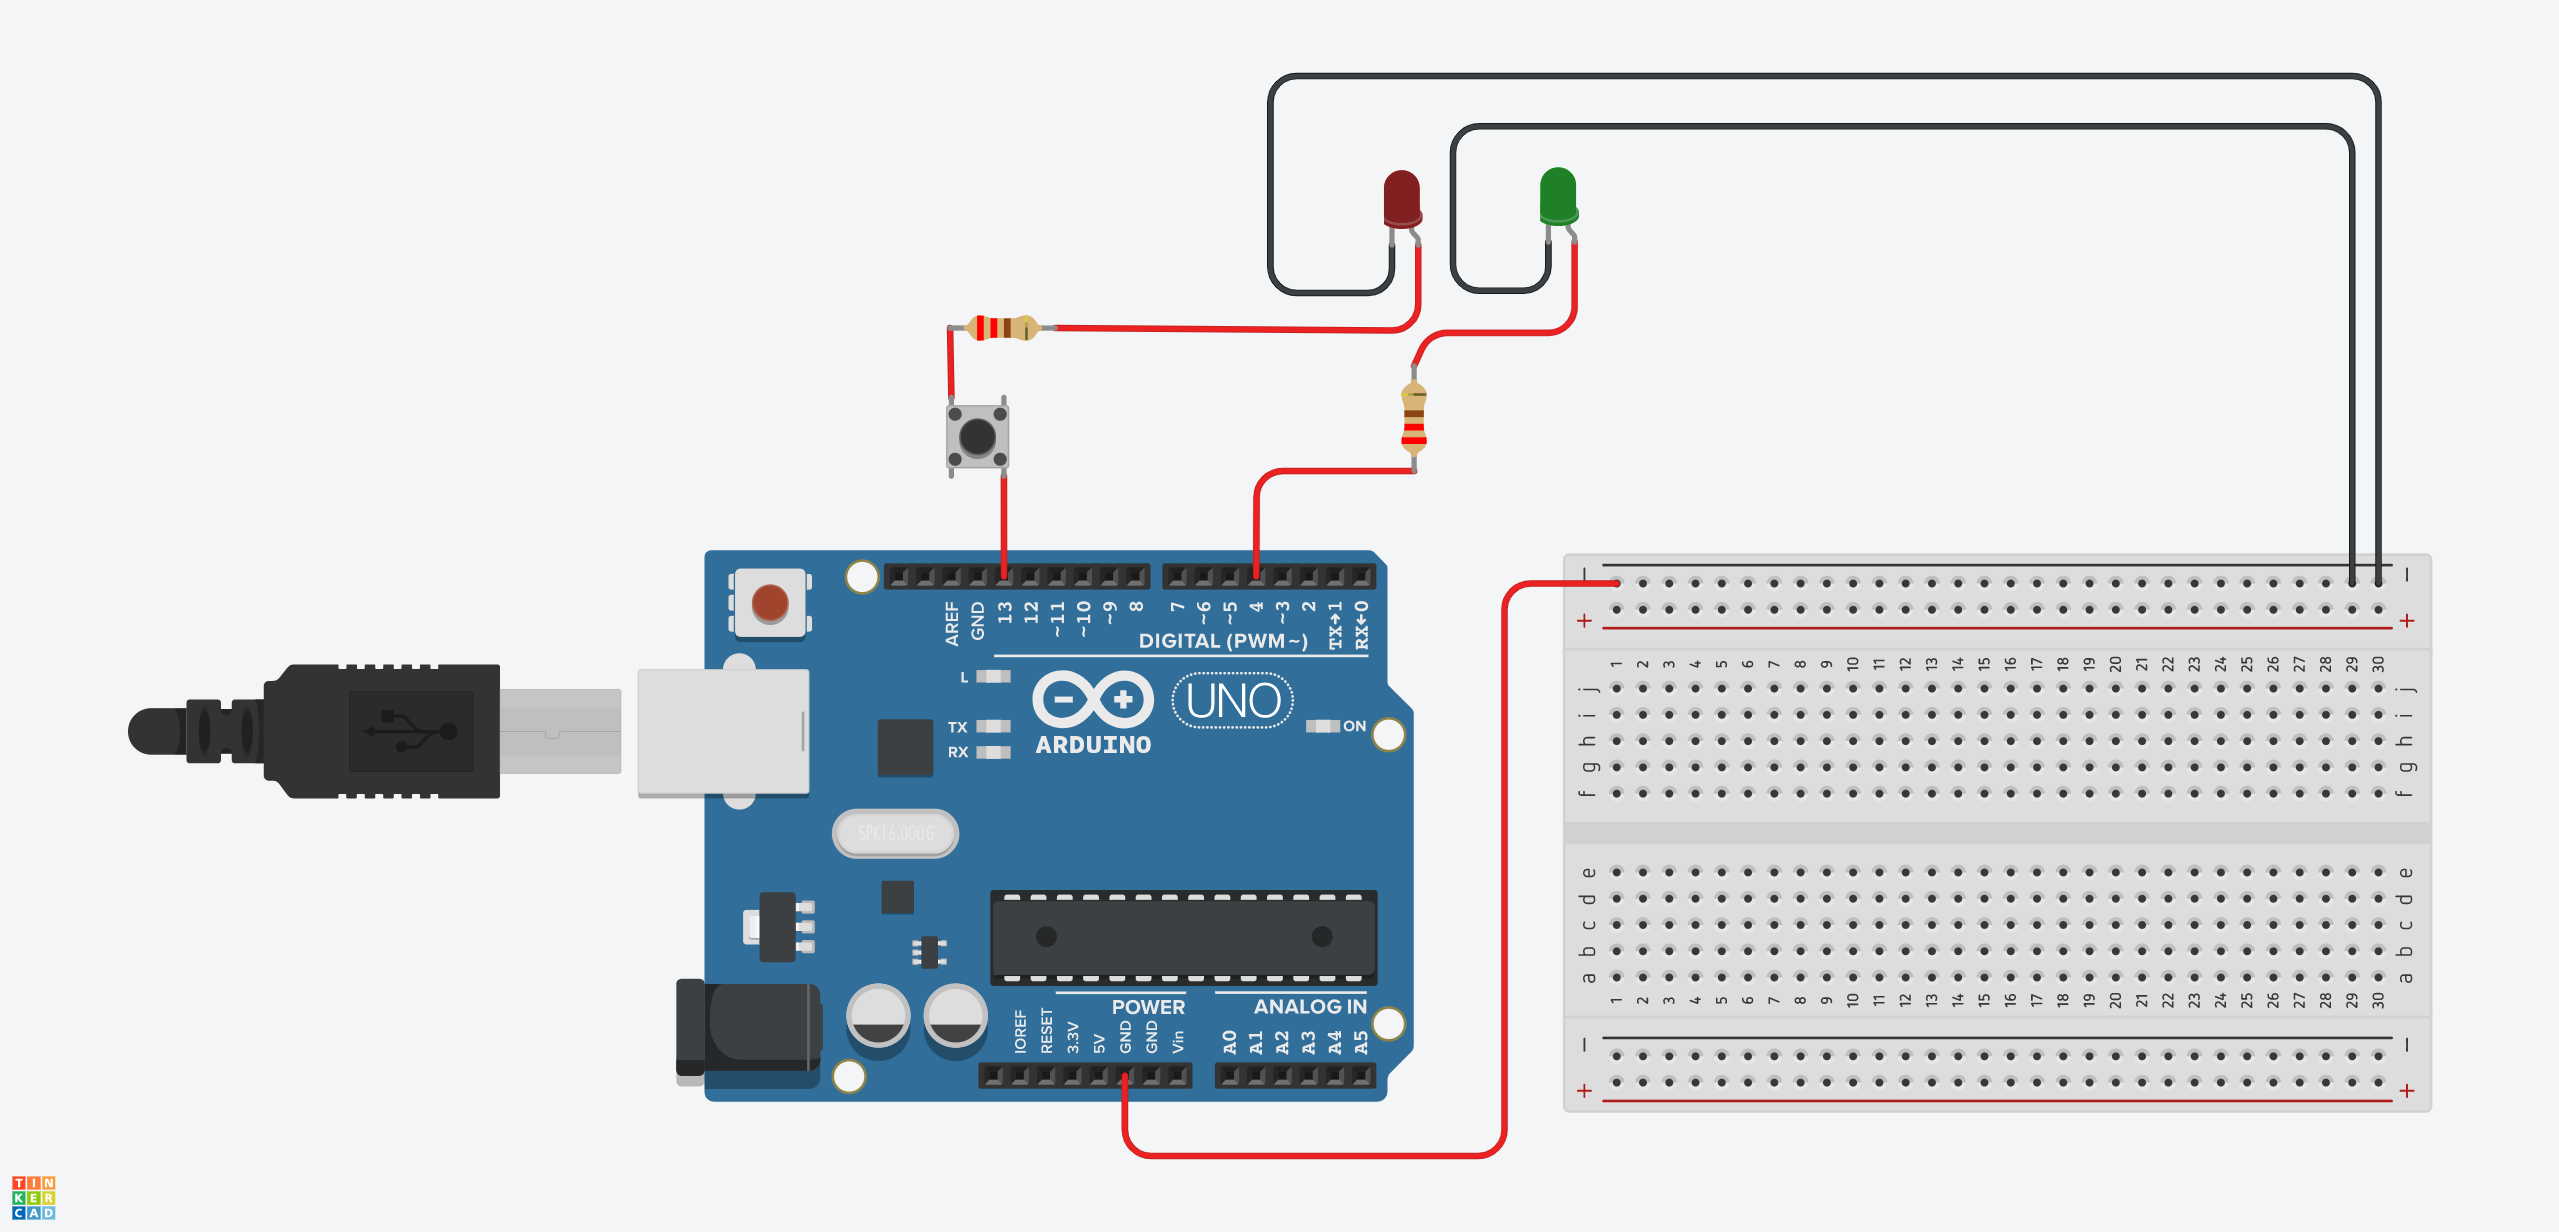 AREF
GND
13
12
~11
~10
~9
8
7
~6
~5
4
~3
2
TX→1
RX←0
DIGITAL (PWM~)
L
TX
RX
ARDUINO
UNO
ON
SPK16.000G
POWER
ANALOG IN
IOREF
RESET
3.3V
5V
GND
GND
Vin
A0
A1
A2
A3
A4
A5
− −
+ +
1 2 3 4 5 6 7 8 9 10 11 12 13 14 15 16 17 18 19 20 21 22 23 24 25 26 27 28 29 30
j j
i i
h h
g g
f f
e e
d d
c c
b b
a a
1 2 3 4 5 6 7 8 9 10 11 12 13 14 15 16 17 18 19 20 21 22 23 24 25 26 27 28 29 30
− −
+ +
TIN
KER
CAD